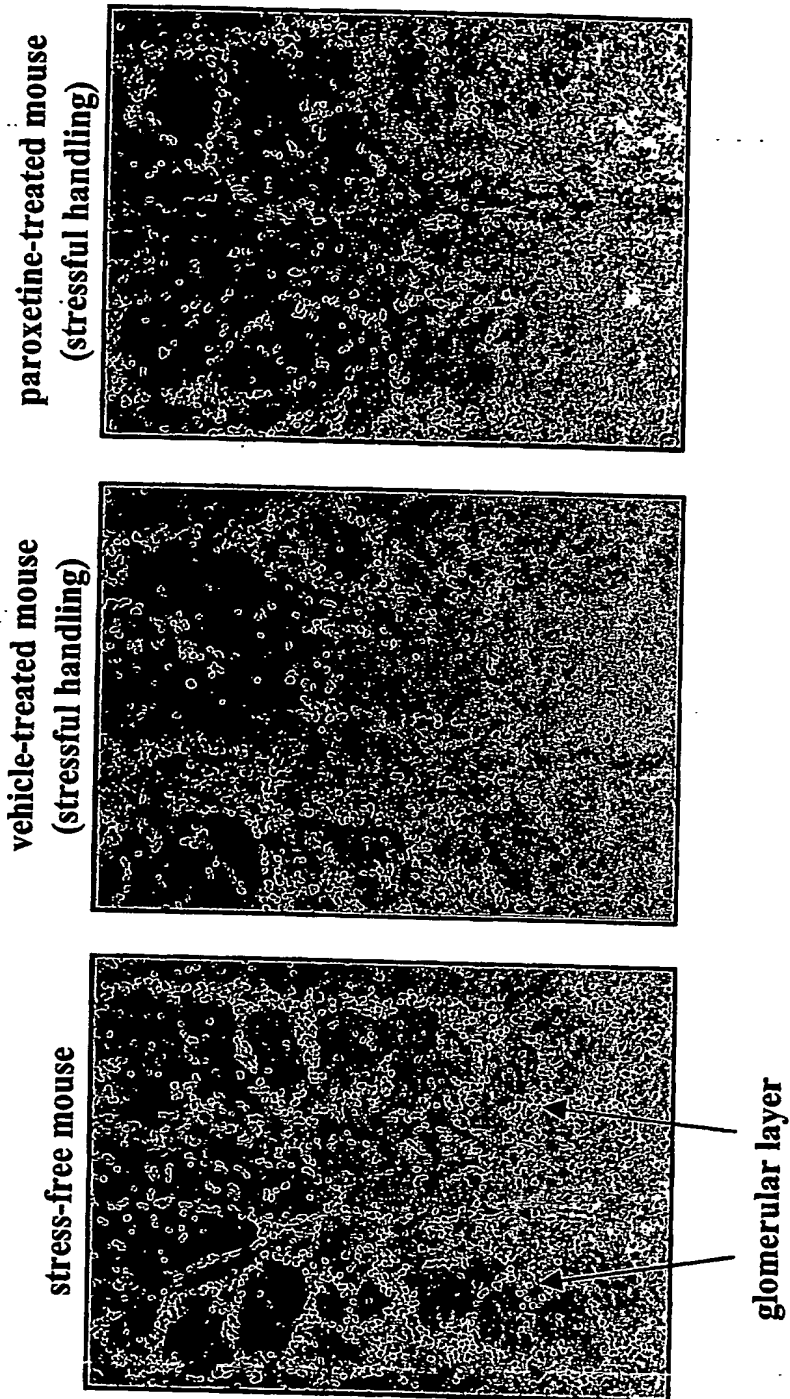 stress-free mouse
vehicle-treated mouse
(stressful handling)
paroxetine-treated mouse
(stressful handling)
glomerular layer